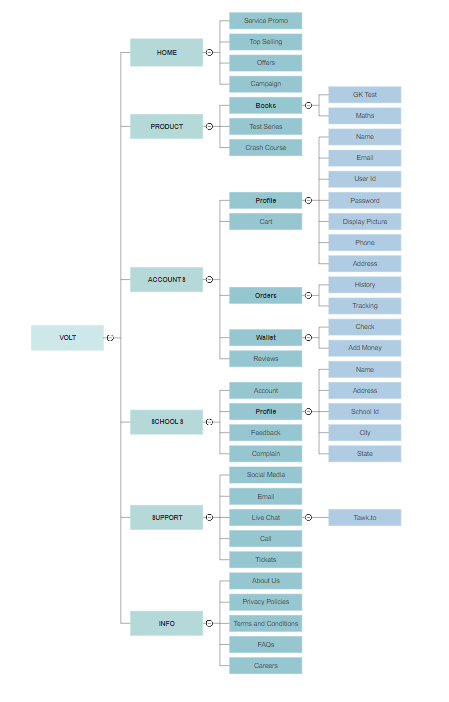 VOLT
HOME
Service Promo
Top Selling
Offers
Campaign
PRODUCT
Books
GK Test
Maths
Test Series
Crash Course
ACCOUNTS
Profile
Name
Email
User Id
Password
Display Picture
Phone
Address
Cart
Orders
History
Tracking
Wallet
Check
Add Money
Reviews
SCHOOLS
Account
Profile
Name
Address
School Id
City
State
Feedback
Complain
SUPPORT
Social Media
Email
Live Chat
Tawk.to
Call
Tickets
INFO
About Us
Privacy Policies
Terms and Conditions
FAQs
Careers